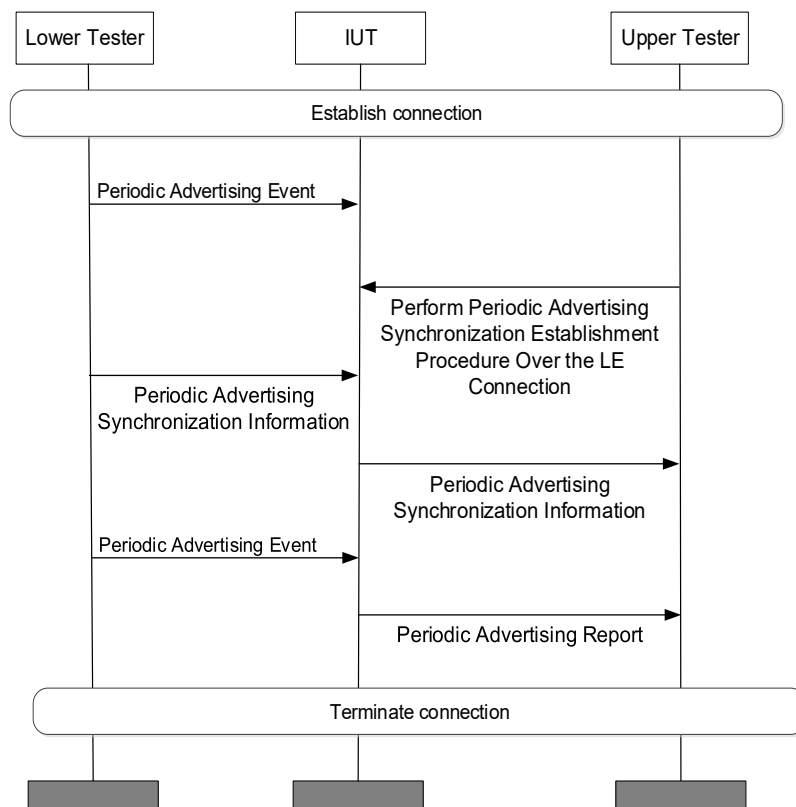 Lower Tester
IUT
Upper Tester
Establish connection
Periodic Advertising Event
Perform Periodic Advertising
Synchronization Establishment
Procedure Over the LE
Connection
Periodic Advertising
Synchronization Information
Periodic Advertising
Synchronization Information
Periodic Advertising Event
Periodic Advertising Report
Terminate connection